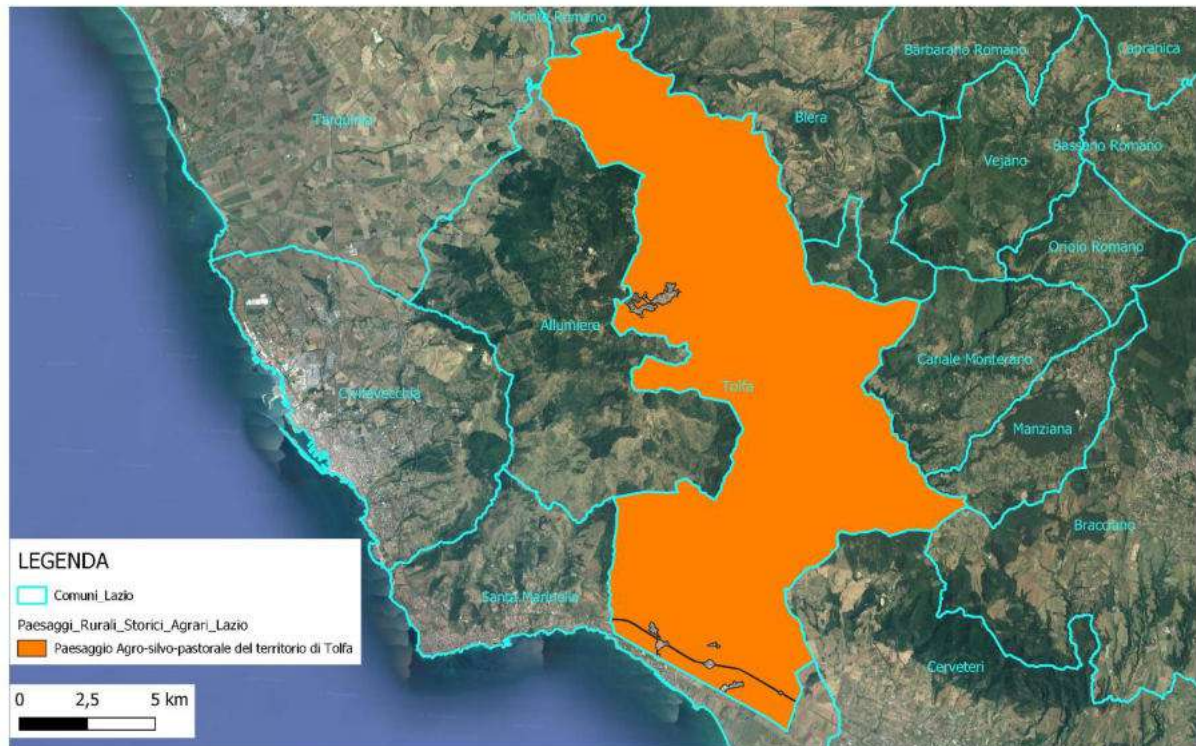 Monte Romano
Barbarano Romano
Capranica
Tarquinia
Blera
Vejano
Bassano Romano
Oriolo Romano
Allumiere
Canale Monterano
Tolfa
Civitavecchia
Manziana
Bracciano
Santa Marinella
Cerveteri
LEGENDA
Comuni_Lazio
Paesaggi_Rurali_Storici_Agrari_Lazio
Paesaggio Agro-silvo-pastorale del territorio di Tolfa
0 2,5 5 km